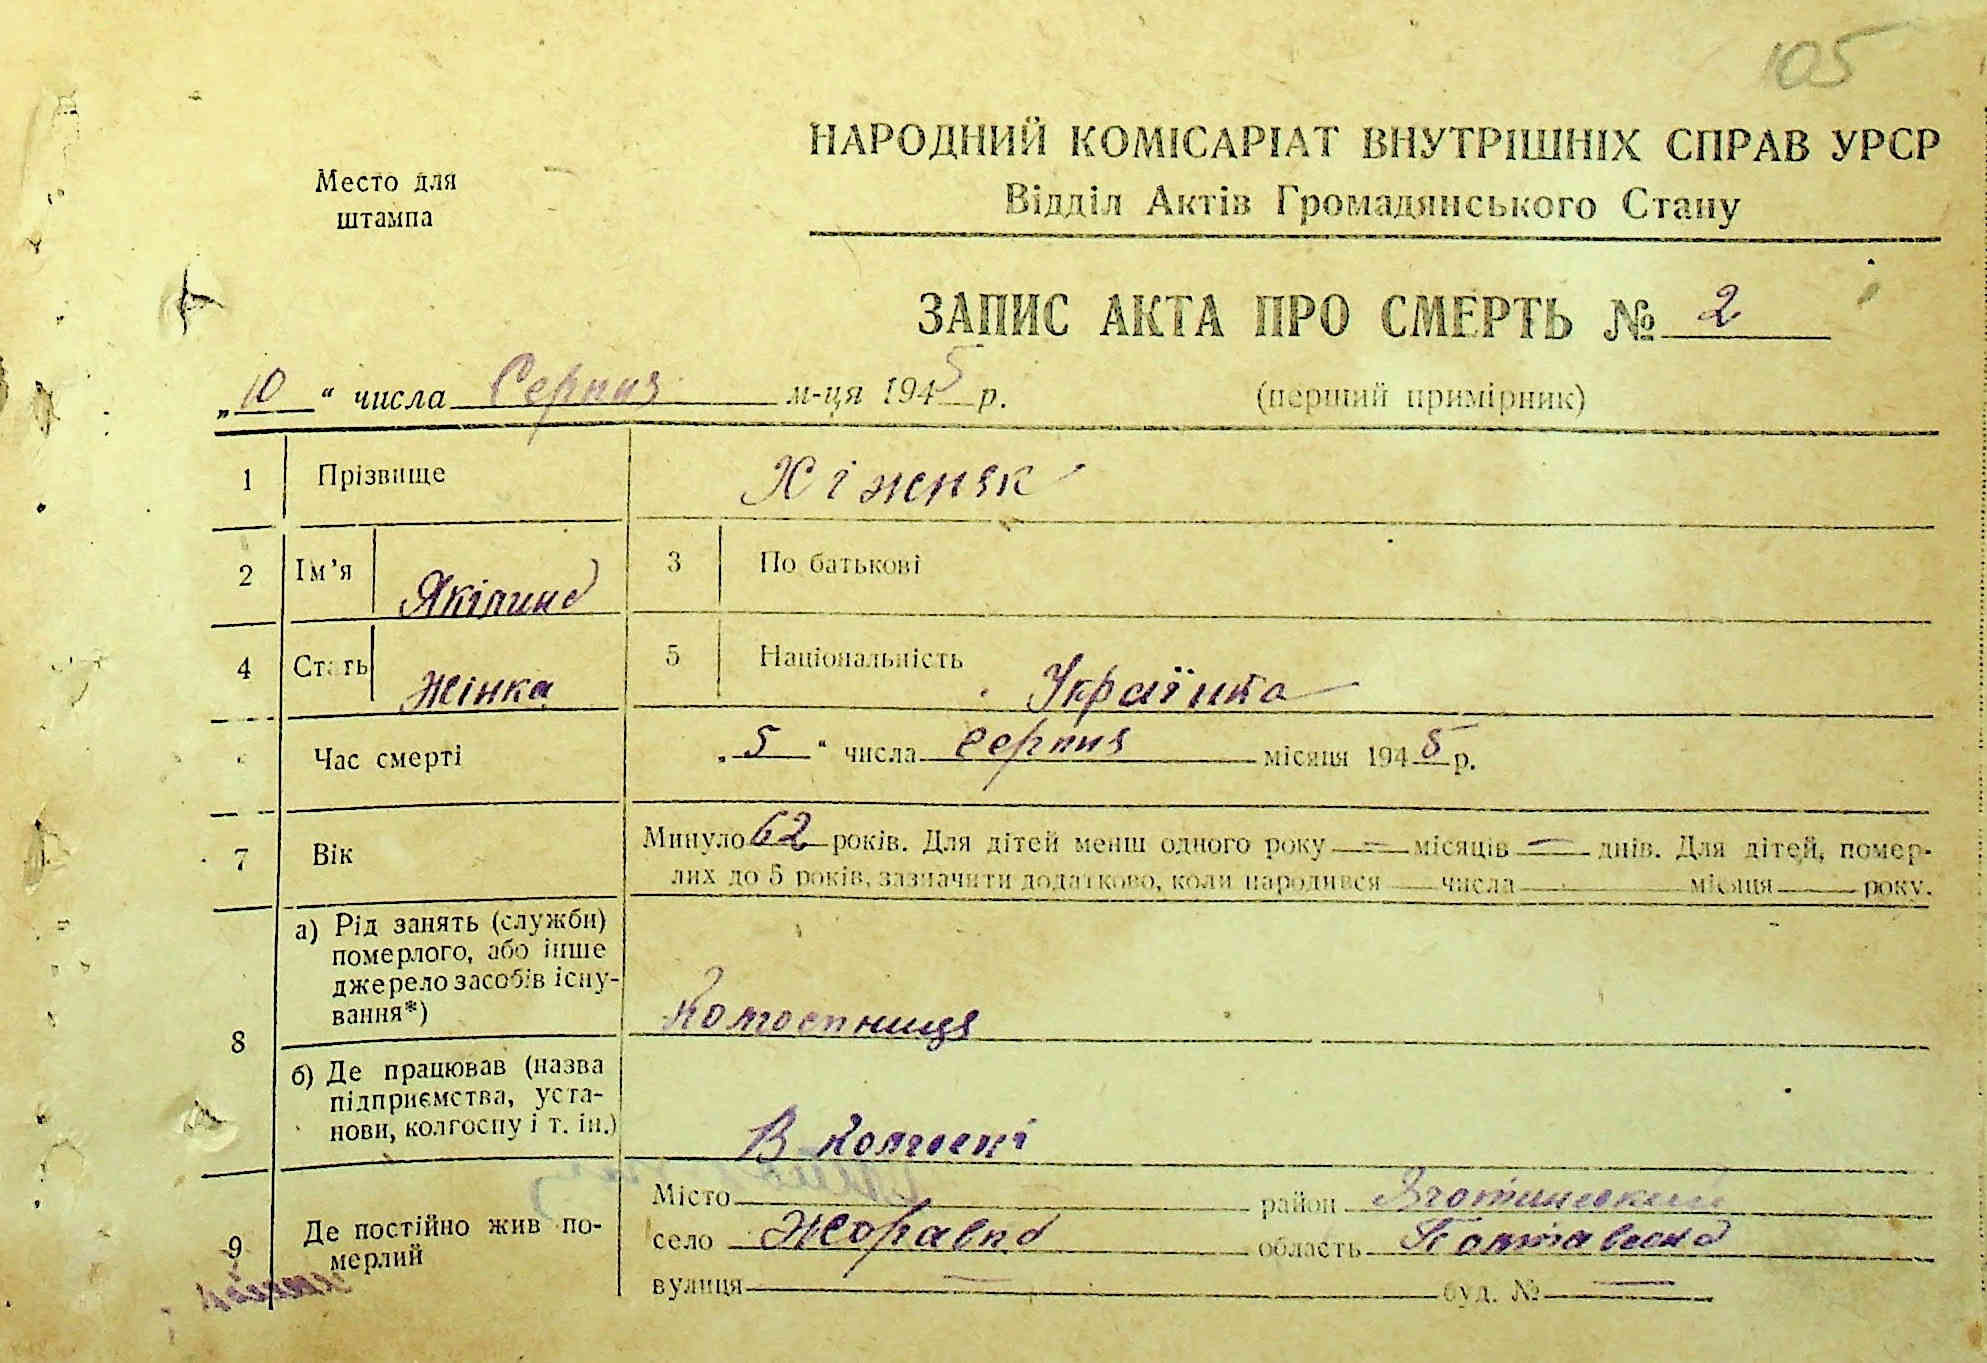 105
НАРОДНИЙ КОМІСАРІАТ ВНУТРІШНІХ СПРАВ УРСР
Место для
штампа
Відділ Актів Громадянського Стану
ЗАПИС АКТА ПРО СМЕРТЬ № 2
„10“ числа Серпня м-ця 1945 р.
(перший примірник)
1 Прізвище Хіжняк
2 Ім’я Якілина 3 По батькові
4 Стать Жінка 5 Національність Українка
Час смерті „5“ числа Серпня місяця 1945 р.
7 Вік Минуло 62 років. Для дітей менш одного року — місяців — днів. Для дітей, помер-
лих до 5 років, зазначити додатково, коли народився числа місяця року.
8 а) Рід занять (служби)
померлого, або інше
джерело засобів існу-
вання*)
Колгоспниця
б) Де працював (назва
підприємства, уста-
нови, колгоспу і т. ін.)
В колгоспі
9 Де постійно жив по-
мерлий
Місто район Яготинський
село Жоравка область Полтавська
вулиця — буд. № —